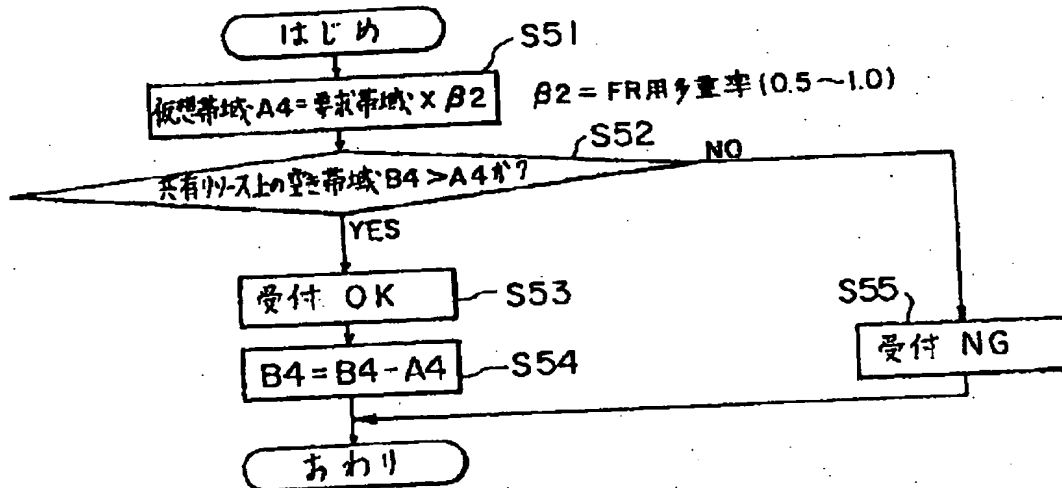 はじめ
S51
仮想帯域A4=要求帯域×β2
β2=FR用多重率(0.5~1.0)
S52
共有リソース上の空き帯域B4>A4か?
NO
YES
受付 OK
S53
S55
受付 NG
B4=B4-A4
S54
おわり